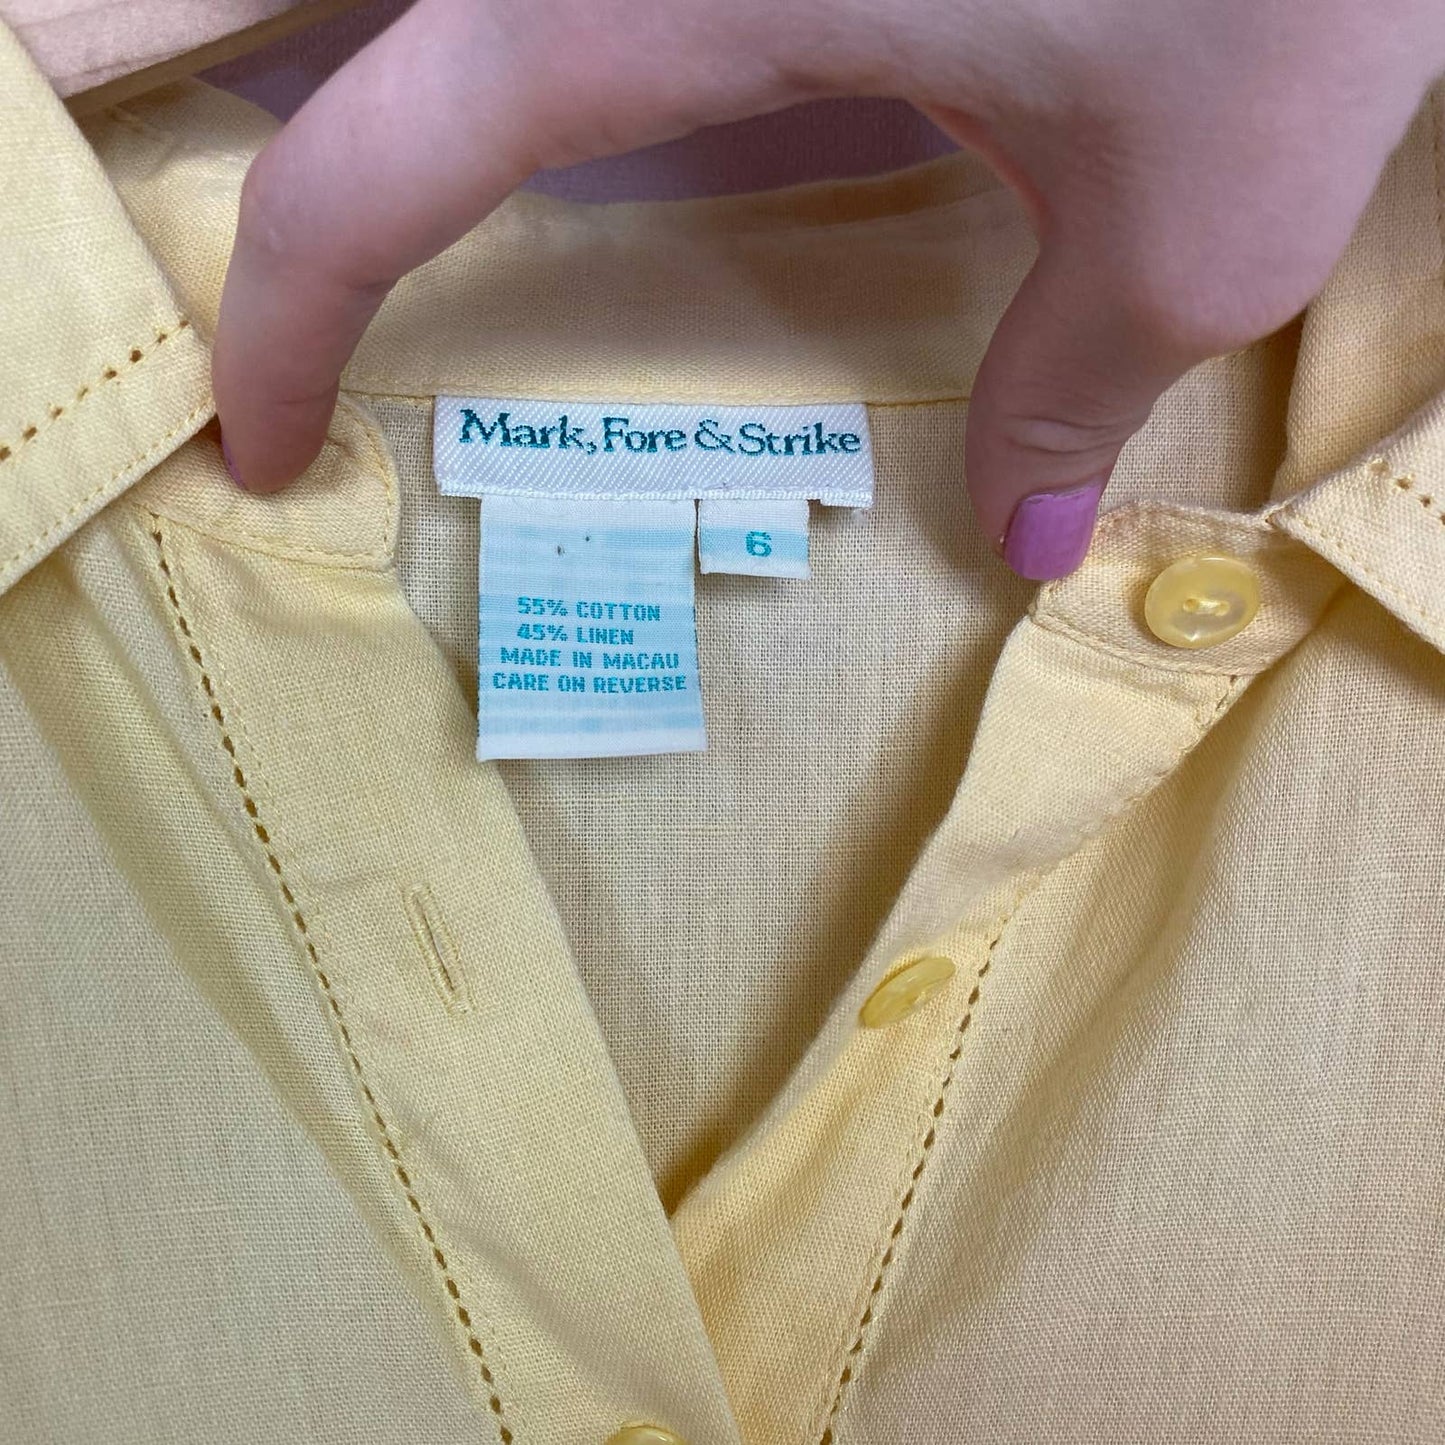 Mark, Fore & Strike
6
55% COTTON
45% LINEN
MADE IN MACAU
CARE ON REVERSE